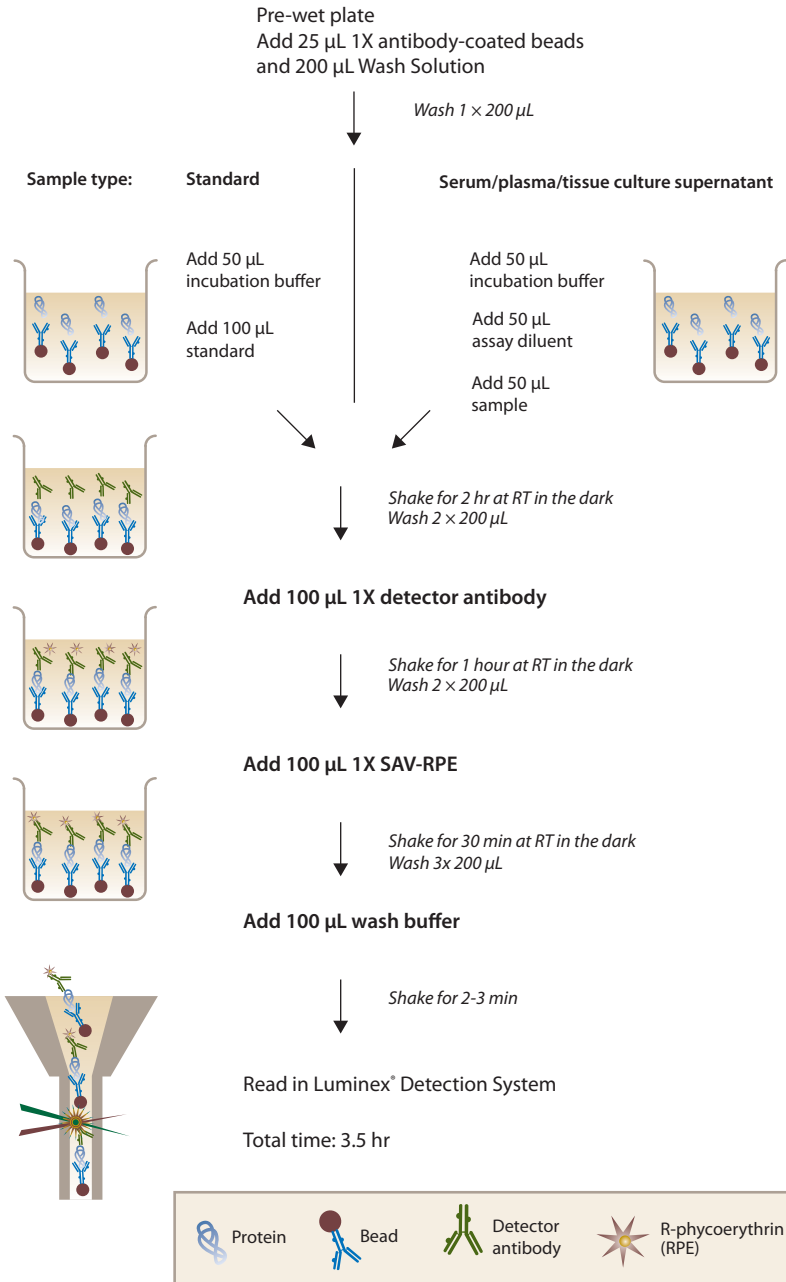 Pre-wet plate
Add 25 µL 1X antibody-coated beads
and 200 µL Wash Solution
Wash 1 × 200 µL
Sample type:
Standard
Serum/plasma/tissue culture supernatant
Add 50 µL
incubation buffer
Add 100 µL
standard
Add 50 µL
incubation buffer
Add 50 µL
assay diluent
Add 50 µL
sample
Shake for 2 hr at RT in the dark
Wash 2 × 200 µL
Add 100 µL 1X detector antibody
Shake for 1 hour at RT in the dark
Wash 2 × 200 µL
Add 100 µL 1X SAV-RPE
Shake for 30 min at RT in the dark
Wash 3x 200 µL
Add 100 µL wash buffer
Shake for 2-3 min
Read in Luminex® Detection System
Total time: 3.5 hr
Protein
Bead
Detector
antibody
R-phycoerythrin
(RPE)